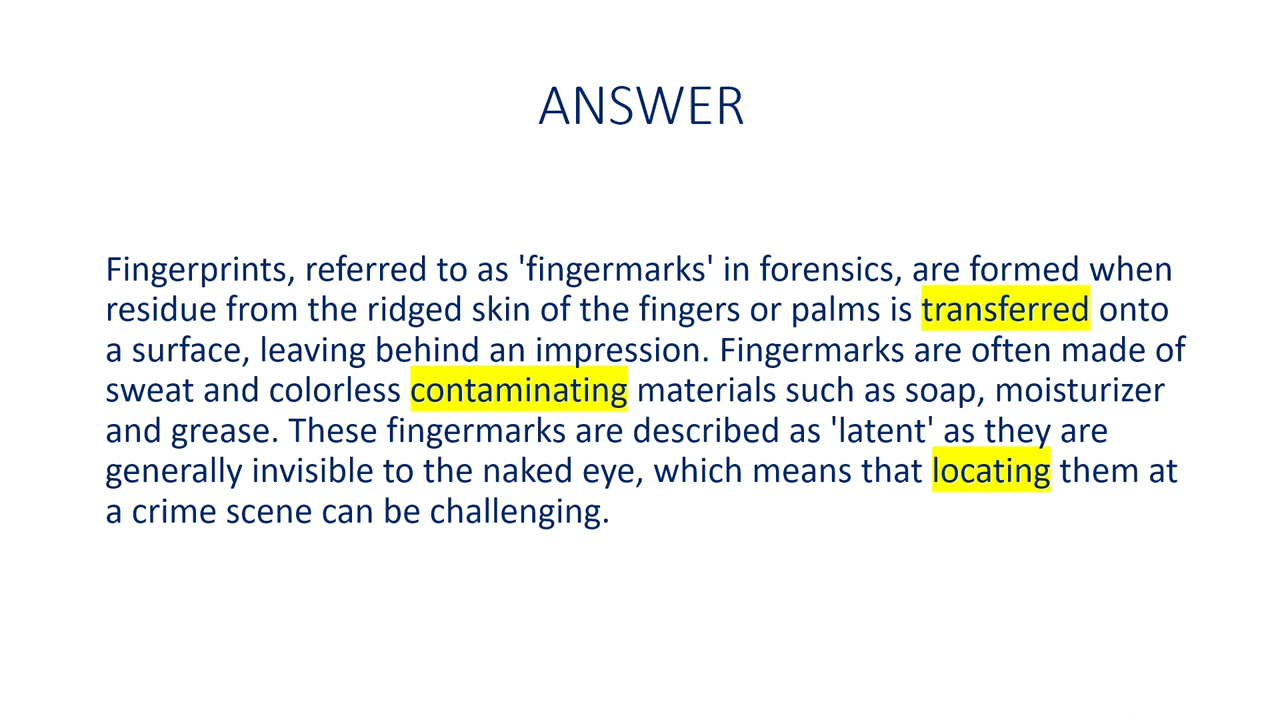 ANSWER
Fingerprints, referred to as 'fingermarks' in forensics, are formed when
residue from the ridged skin of the fingers or palms is transferred onto
a surface, leaving behind an impression. Fingermarks are often made of
sweat and colorless contaminating materials such as soap, moisturizer
and grease. These fingermarks are described as 'latent' as they are
generally invisible to the naked eye, which means that locating them at
a crime scene can be challenging.